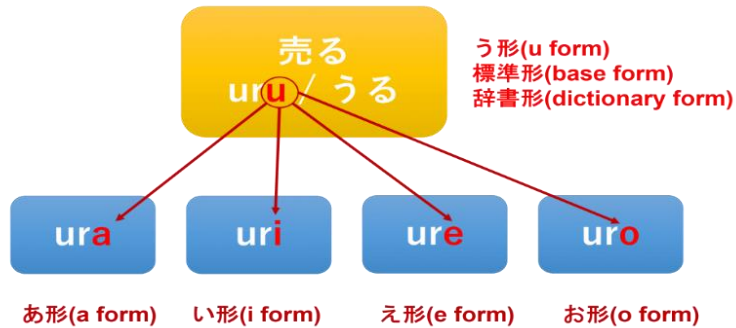 売る
uru / うる
う形(u form)
標準形(base form)
辞書形(dictionary form)
ura
uri
ure
uro
あ形(a form)
い形(i form)
え形(e form)
お形(o form)